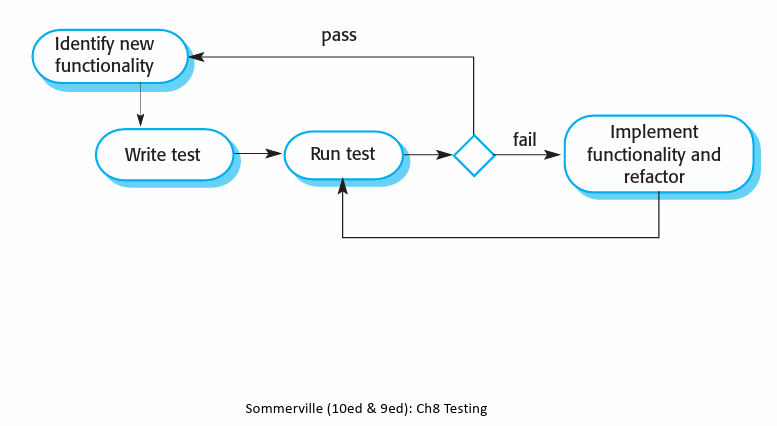 pass
Identify new
functionality
Write test
Run test
fail
Implement
functionality and
refactor
Sommerville (10ed & 9ed): Ch8 Testing